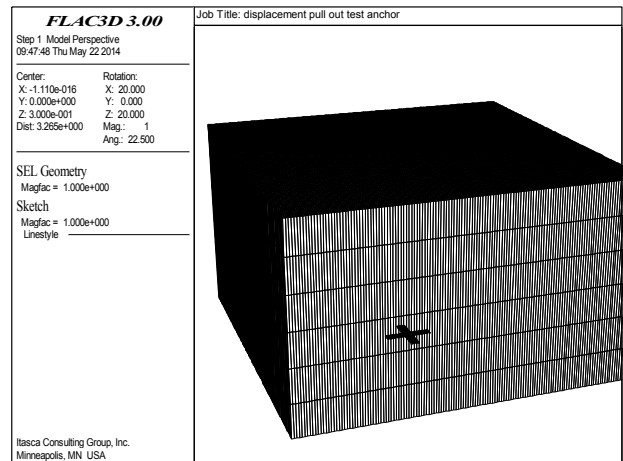 FLAC3D 3.00
Step 1 Model Perspective
09:47:48 Thu May 22 2014
Center:
X: -1.110e-016
Y: 0.000e+000
Z: 3.000e-001
Dist: 3.265e+000
Rotation:
X: 20.000
Y: 0.000
Z: 20.000
Mag.: 1
Ang.: 22.500
SEL Geometry
Magfac = 1.000e+000
Sketch
Magfac = 1.000e+000
Linestyle
Itasca Consulting Group, Inc.
Minneapolis, MN USA
Job Title: displacement pull out test anchor